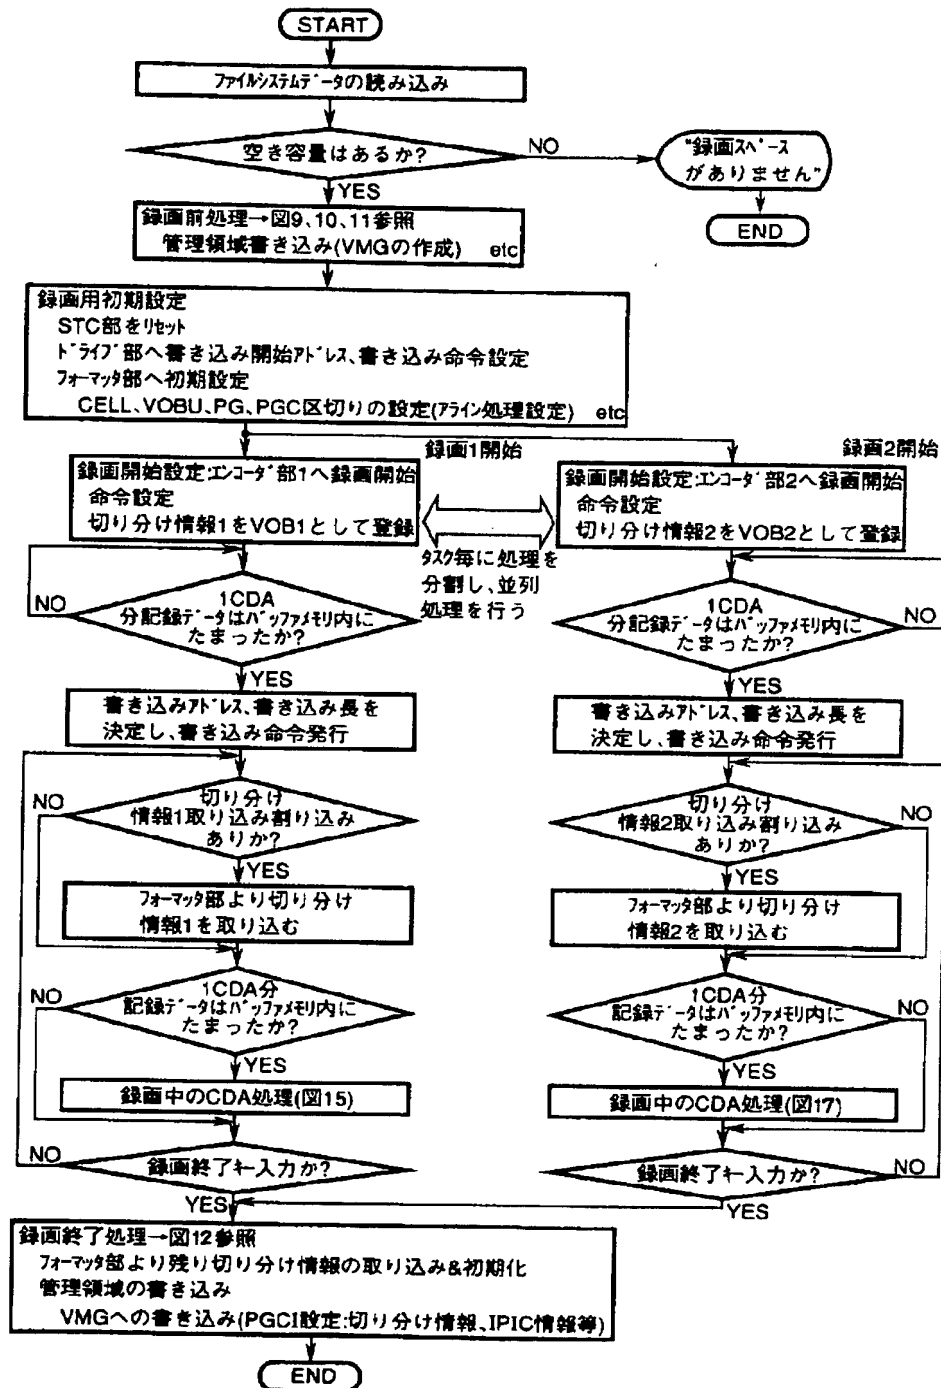 START
ファイルシステムデータの読み込み
空き容量はあるか?
NO
"録画スペース
がありません"
END
YES
録画前処理→図9、10、11参照
管理領域書き込み(VMGの作成) etc
録画用初期設定
STC部をリセット
ドライブ部へ書き込み開始アドレス、書き込み命令設定
フォーマッタ部へ初期設定
CELL、VOBU、PG、PGC区切りの設定(アライン処理設定) etc
録画1開始
録画開始設定:エンコーダ部1へ録画開始
命令設定
切り分け情報1をVOB1として登録
タスク毎に処理を
分割し、並列
処理を行う
NO
1CDA
分記録データはバッファメモリ内に
たまったか?
YES
書き込みアドレス、書き込み長を
決定し、書き込み命令発行
NO
切り分け
情報1取り込み割り込み
ありか?
YES
フォーマッタ部より切り分け
情報1を取り込む
NO
1CDA分
記録データはバッファメモリ内に
たまったか?
YES
録画中のCDA処理(図15)
NO
録画終了キー入力か?
YES
録画2開始
録画開始設定:エンコーダ部2へ録画開始
命令設定
切り分け情報2をVOB2として登録
1CDA
分記録データはバッファメモリ内に
たまったか?
NO
YES
書き込みアドレス、書き込み長を
決定し、書き込み命令発行
切り分け
情報2取り込み割り込み
ありか?
NO
YES
フォーマッタ部より切り分け
情報2を取り込む
1CDA分
記録データはバッファメモリ内に
たまったか?
NO
YES
録画中のCDA処理(図17)
録画終了キー入力か?
NO
YES
録画終了処理→図12参照
フォーマッタ部より残り切り分け情報の取り込み&初期化
管理領域の書き込み
VMGへの書き込み(PGCI設定:切り分け情報、IPIC情報等)
END